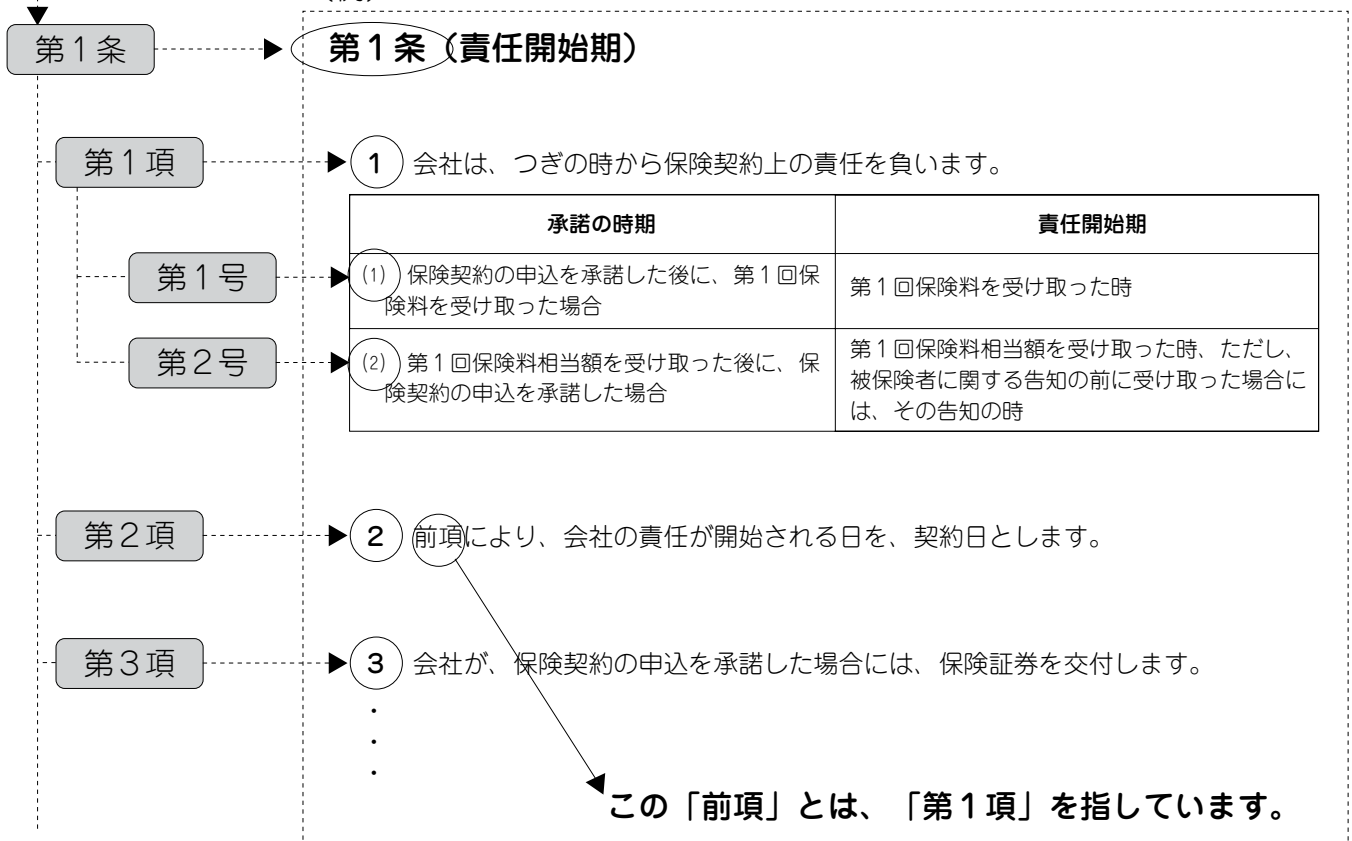 第1条
第1条（責任開始期）
第1項
1 会社は、つぎの時から保険契約上の責任を負います。
承諾の時期
責任開始期
第1号
(1) 保険契約の申込を承諾した後に、第1回保
険料を受け取った場合
第1回保険料を受け取った時
第2号
(2) 第1回保険料相当額を受け取った後に、保
険契約の申込を承諾した場合
第1回保険料相当額を受け取った時、ただし、
被保険者に関する告知の前に受け取った場合に
は、その告知の時
第2項
2 前項により、会社の責任が開始される日を、契約日とします。
第3項
3 会社が、保険契約の申込を承諾した場合には、保険証券を交付します。
・
・
・
この「前項」とは、「第1項」を指しています。